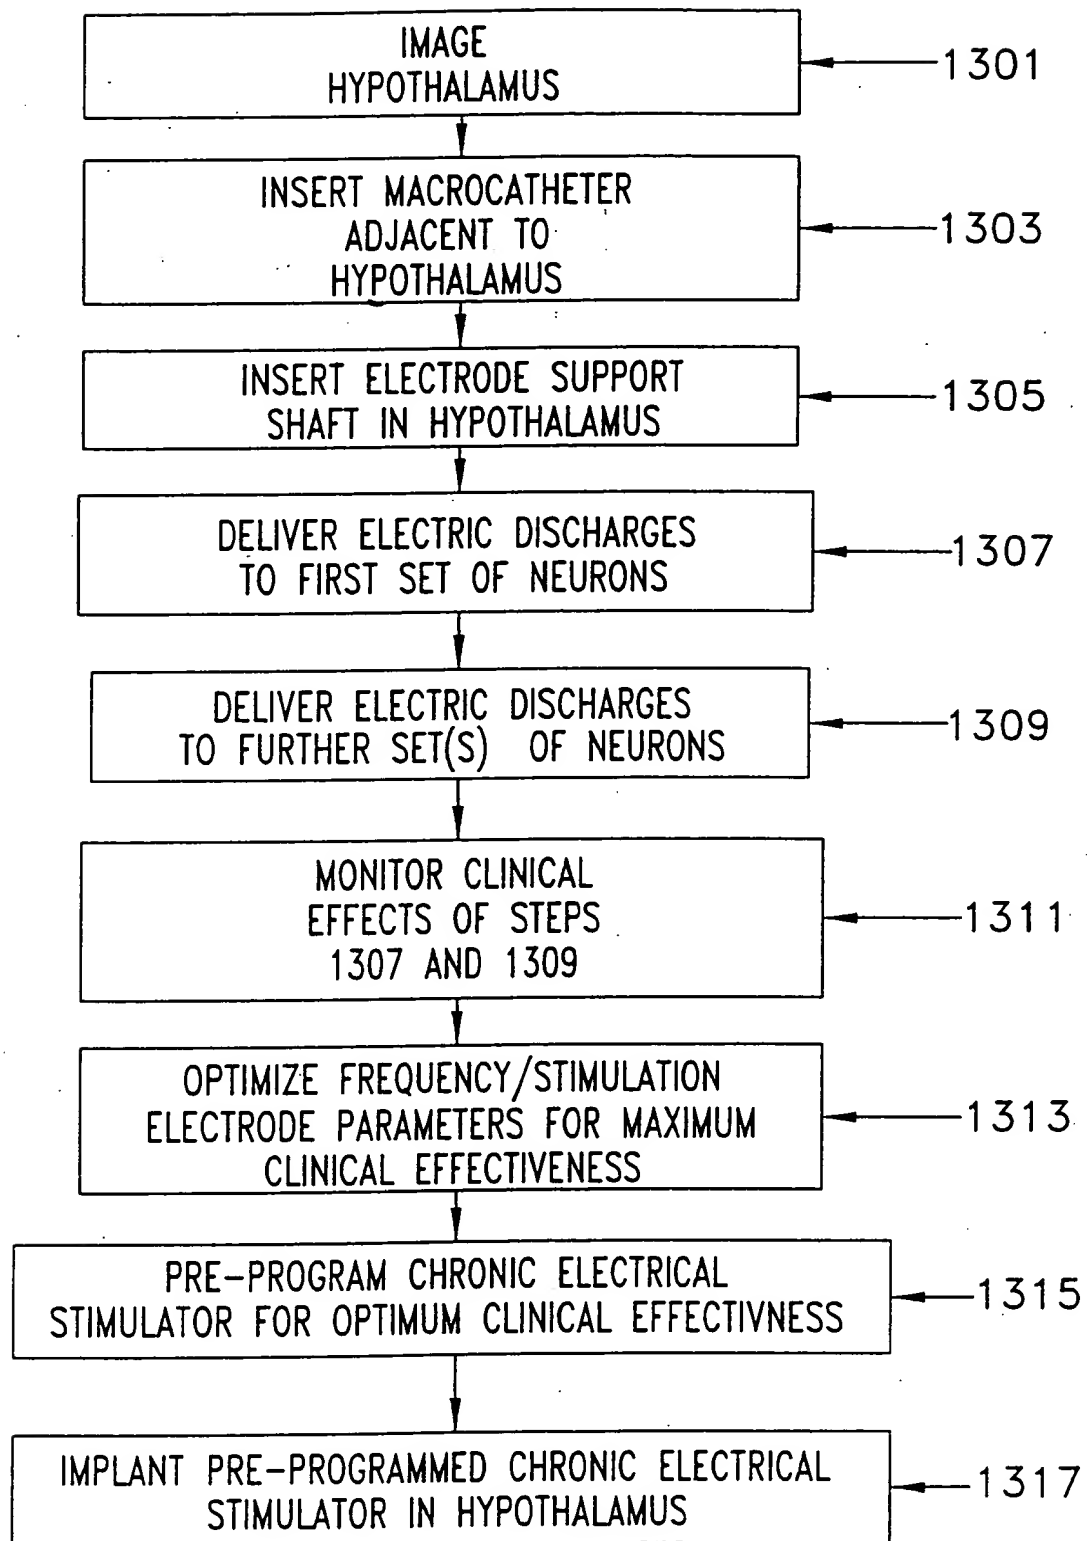 IMAGE
HYPOTHALAMUS
1301
INSERT MACROCATHETER
ADJACENT TO
HYPOTHALAMUS
1303
INSERT ELECTRODE SUPPORT
SHAFT IN HYPOTHALAMUS
1305
DELIVER ELECTRIC DISCHARGES
TO FIRST SET OF NEURONS
1307
DELIVER ELECTRIC DISCHARGES
TO FURTHER SET(S) OF NEURONS
1309
MONITOR CLINICAL
EFFECTS OF STEPS
1307 AND 1309
1311
OPTIMIZE FREQUENCY/STIMULATION
ELECTRODE PARAMETERS FOR MAXIMUM
CLINICAL EFFECTIVENESS
1313
PRE-PROGRAM CHRONIC ELECTRICAL
STIMULATOR FOR OPTIMUM CLINICAL EFFECTIVNESS
1315
IMPLANT PRE-PROGRAMMED CHRONIC ELECTRICAL
STIMULATOR IN HYPOTHALAMUS
1317